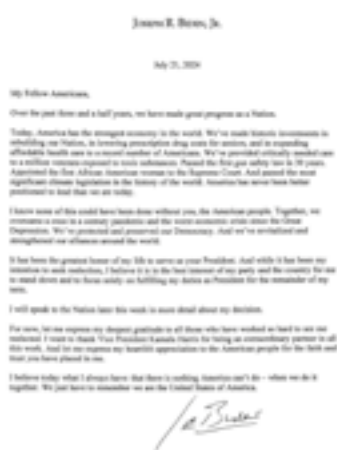 JOSEPH R. BIDEN, JR.
July 21, 2024
My Fellow Americans,
Over the past three and a half years, we have made great progress as a Nation.
Today, America has the strongest economy in the world. We've made historic investments in
rebuilding our Nation, in lowering prescription drug costs for seniors, and in expanding
affordable health care to a record number of Americans. We've provided critically needed care
to a million veterans exposed to toxic substances. Passed the first gun safety law in 30 years.
Appointed the first African American woman to the Supreme Court. And passed the most
significant climate legislation in the history of the world. America has never been better
positioned to lead than we are today.
I know none of this could have been done without you, the American people. Together, we
overcame a once in a century pandemic and the worst economic crisis since the Great
Depression. We've protected and preserved our Democracy. And we've revitalized and
strengthened our alliances around the world.
It has been the greatest honor of my life to serve as your President. And while it has been my
intention to seek reelection, I believe it is in the best interest of my party and the country for me
to stand down and to focus solely on fulfilling my duties as President for the remainder of my
term.
I will speak to the Nation later this week in more detail about my decision.
For now, let me express my deepest gratitude to all those who have worked so hard to see me
reelected. I want to thank Vice President Kamala Harris for being an extraordinary partner in all
this work. And let me express my heartfelt appreciation to the American people for the faith and
trust you have placed in me.
I believe today what I always have: that there is nothing America can't do – when we do it
together. We just have to remember we are the United States of America.
Joe Biden